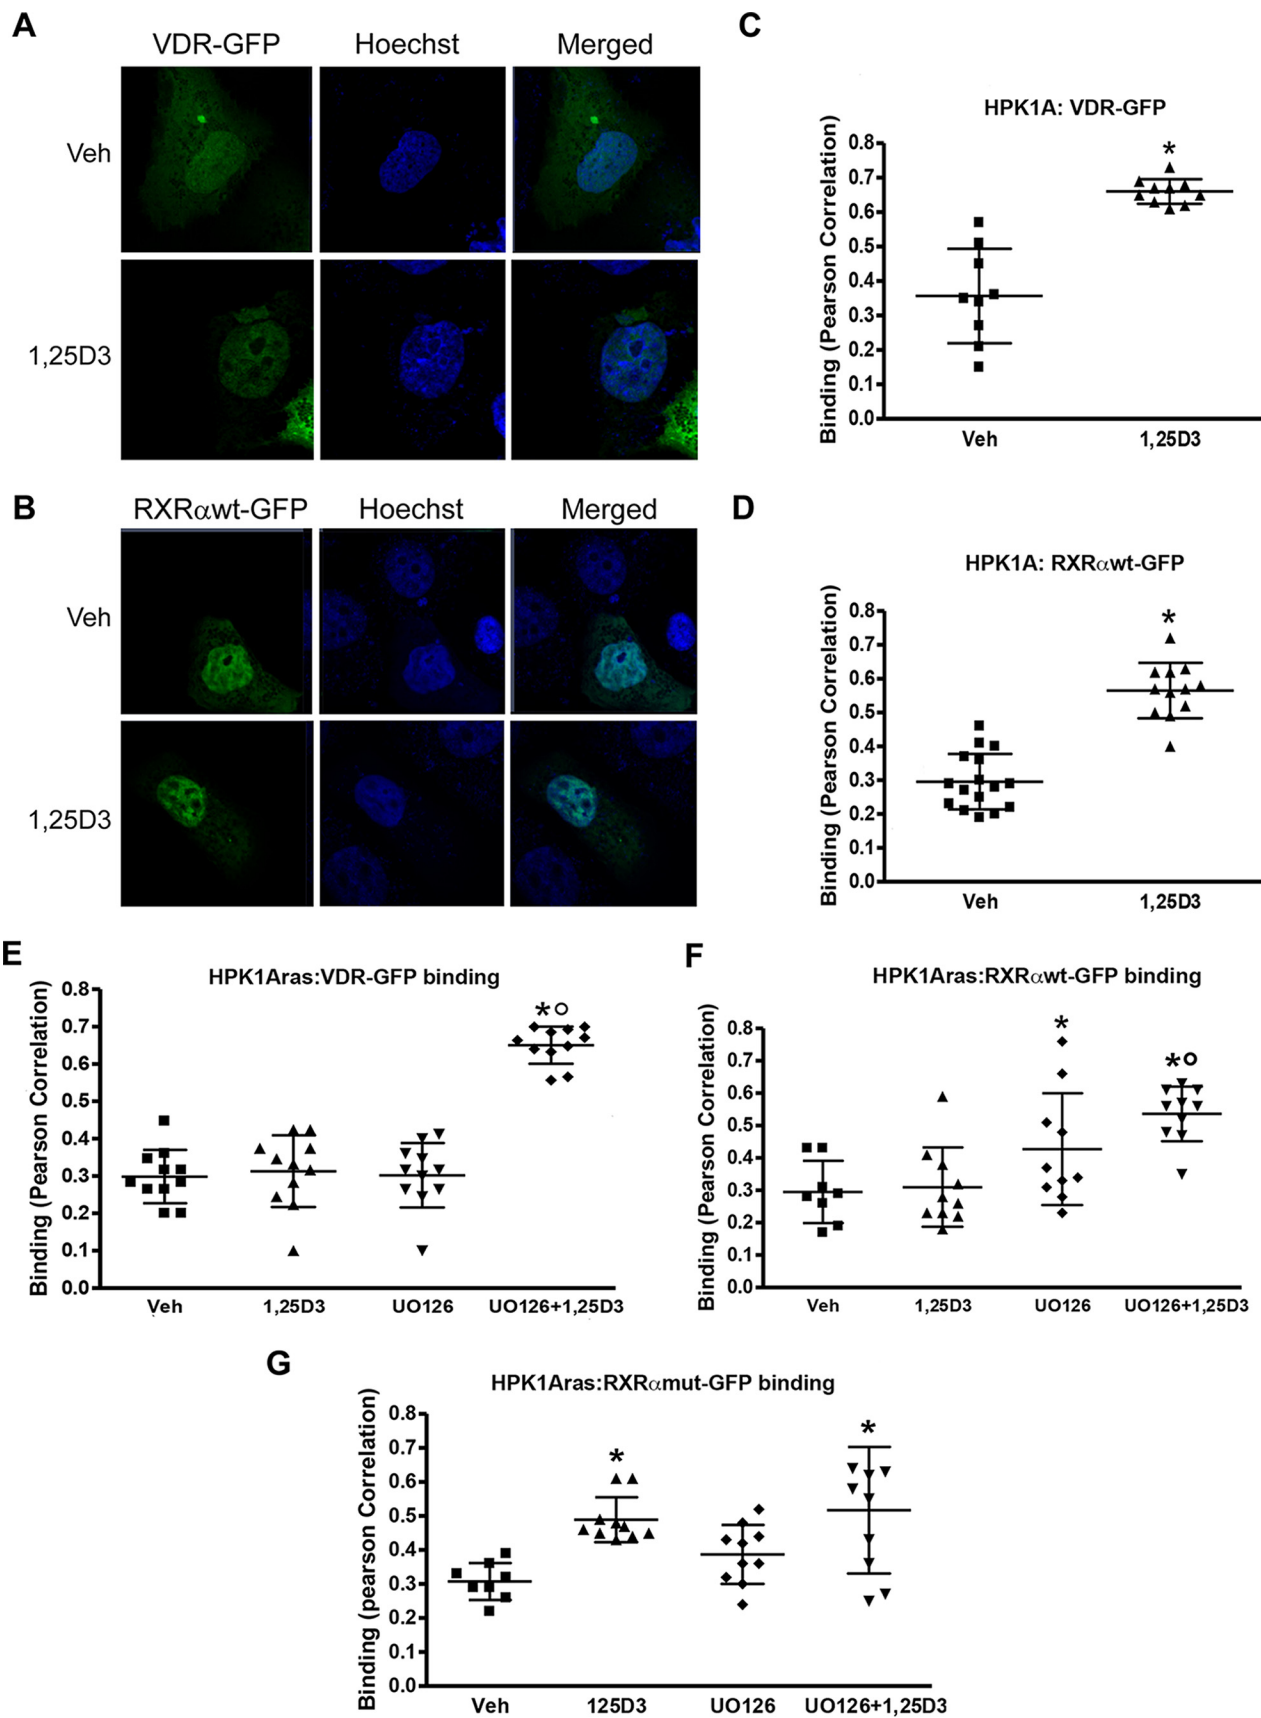 A
VDR-GFP Hoechst Merged
Veh
1,25D3
B
RXRαwt-GFP Hoechst Merged
Veh
1,25D3
C
HPK1A: VDR-GFP
Binding (Pearson Correlation)
0.8
0.7
0.6
0.5
0.4
0.3
0.2
0.1
0.0
*
Veh 1,25D3
D
HPK1A: RXRαwt-GFP
Binding (Pearson Correlation)
0.8
0.7
0.6
0.5
0.4
0.3
0.2
0.1
0.0
*
Veh 1,25D3
E
HPK1Aras:VDR-GFP binding
Binding (Pearson Correlation)
0.8
0.7
0.6
0.5
0.4
0.3
0.2
0.1
0.0
*○
Veh 1,25D3 UO126 UO126+1,25D3
F
HPK1Aras:RXRαwt-GFP binding
Binding (Pearson Correlation)
0.8
0.7
0.6
0.5
0.4
0.3
0.2
0.1
0.0
*
*○
Veh 1,25D3 UO126 UO126+1,25D3
G
HPK1Aras:RXRαmut-GFP binding
Binding (pearson Correlation)
0.8
0.7
0.6
0.5
0.4
0.3
0.2
0.1
0.0
*
*
Veh 125D3 UO126 UO126+1,25D3